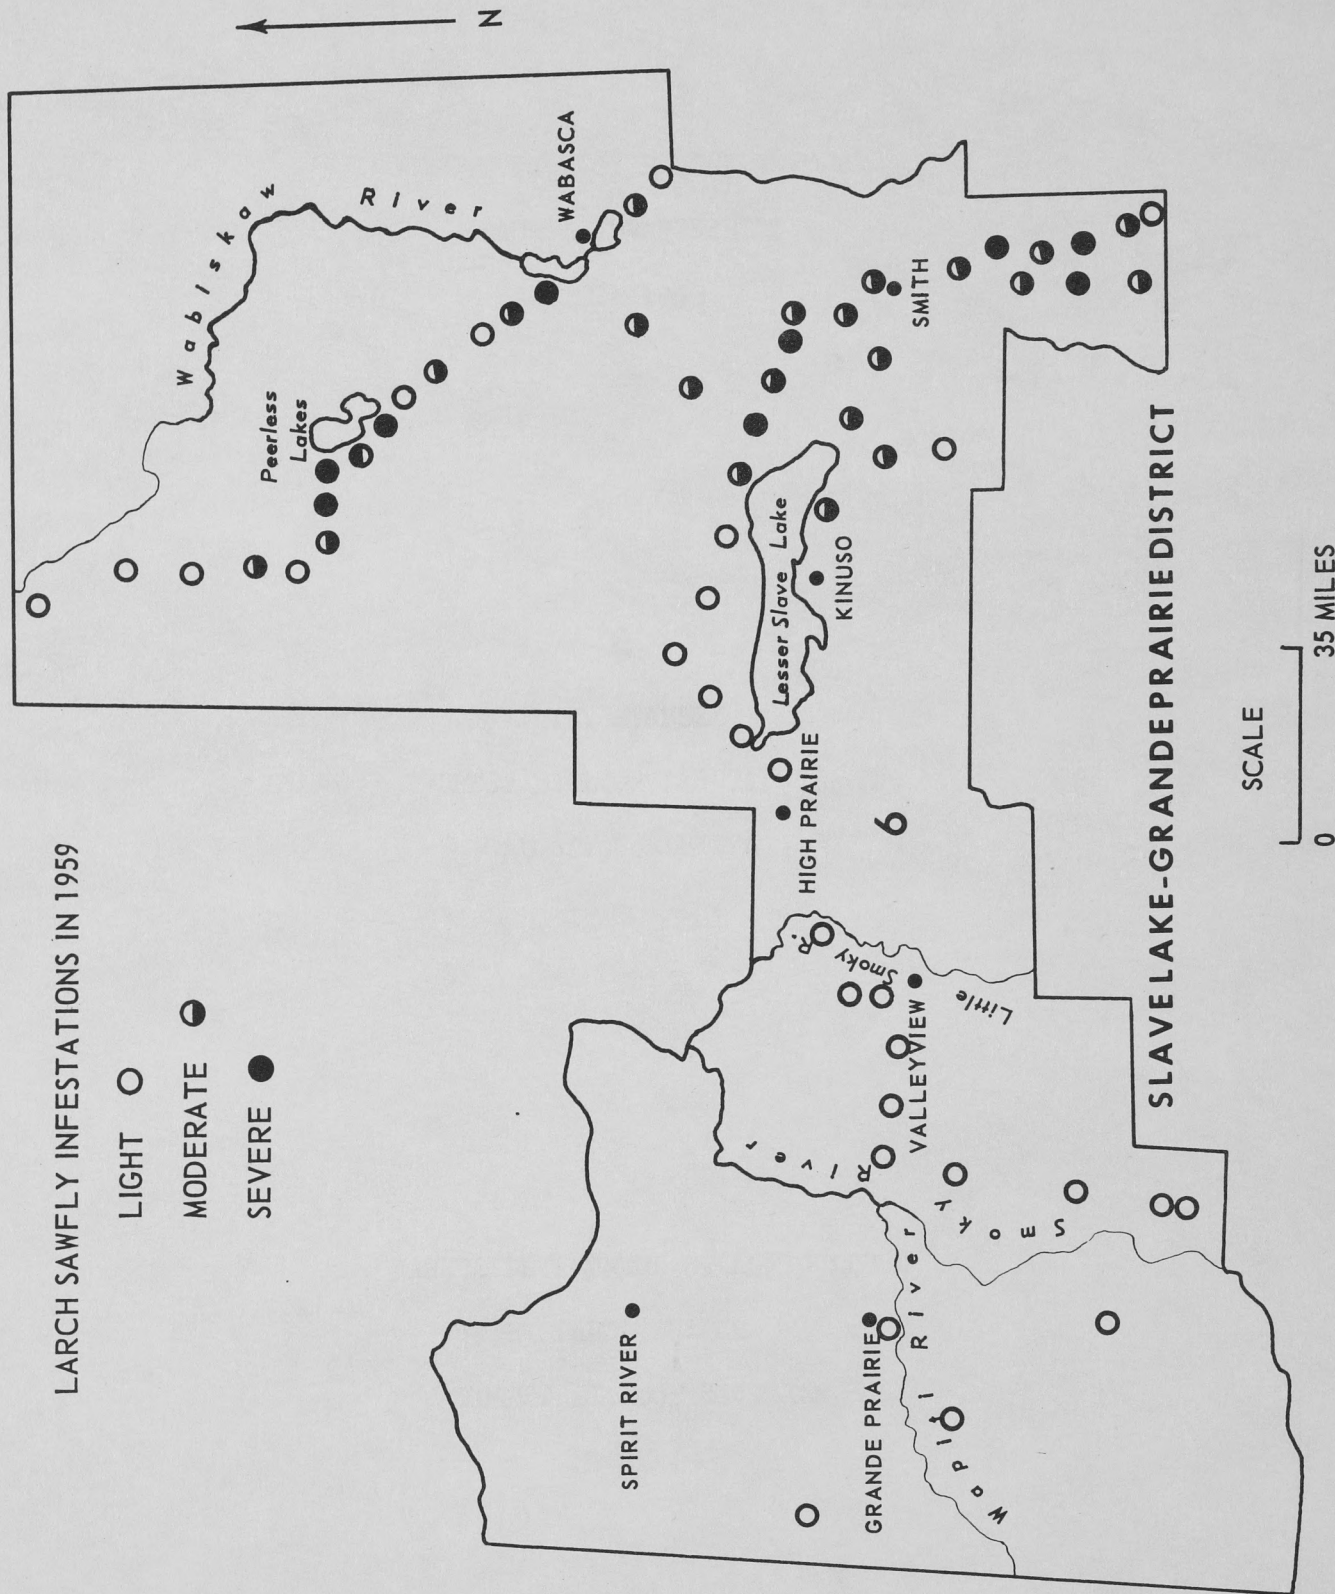 LARCH SAWFLY INFESTATIONS IN 1959
LIGHT
MODERATE
SEVERE
N
Wabiskaw River
Peerless
Lakes
WABASCA
Lesser Slave Lake
KINUSO
SMITH
HIGH PRAIRIE
6
Little Smoky R.
VALLEYVIEW
Smoky River
SPIRIT RIVER
GRANDE PRAIRIE
Wapiti River
SLAVE LAKE-GRANDE PRAIRIE DISTRICT
SCALE
0 35 MILES